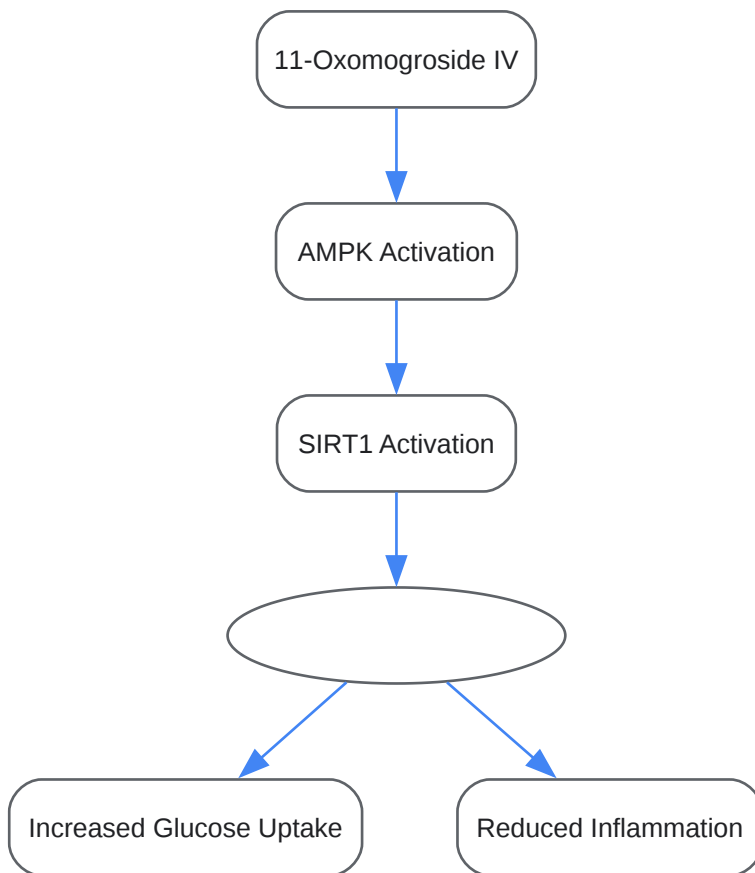 11-Oxomogroside IV
AMPK Activation
SIRT1 Activation
Increased Glucose Uptake
Reduced Inflammation